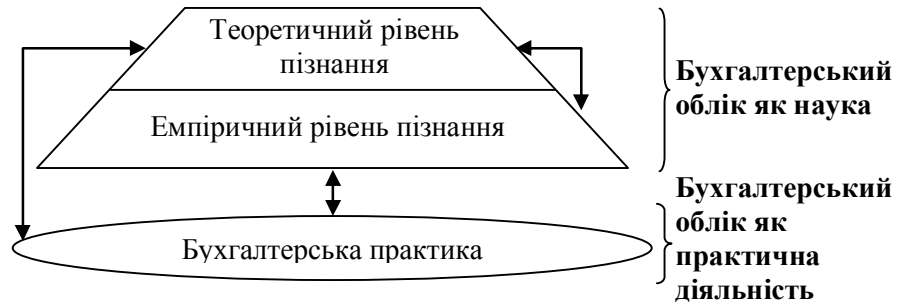 Теоретичний рівень
пізнання
Емпіричний рівень пізнання
Бухгалтерська практика
Бухгалтерський
облік як наука
Бухгалтерський
облік як
практична
діяльність